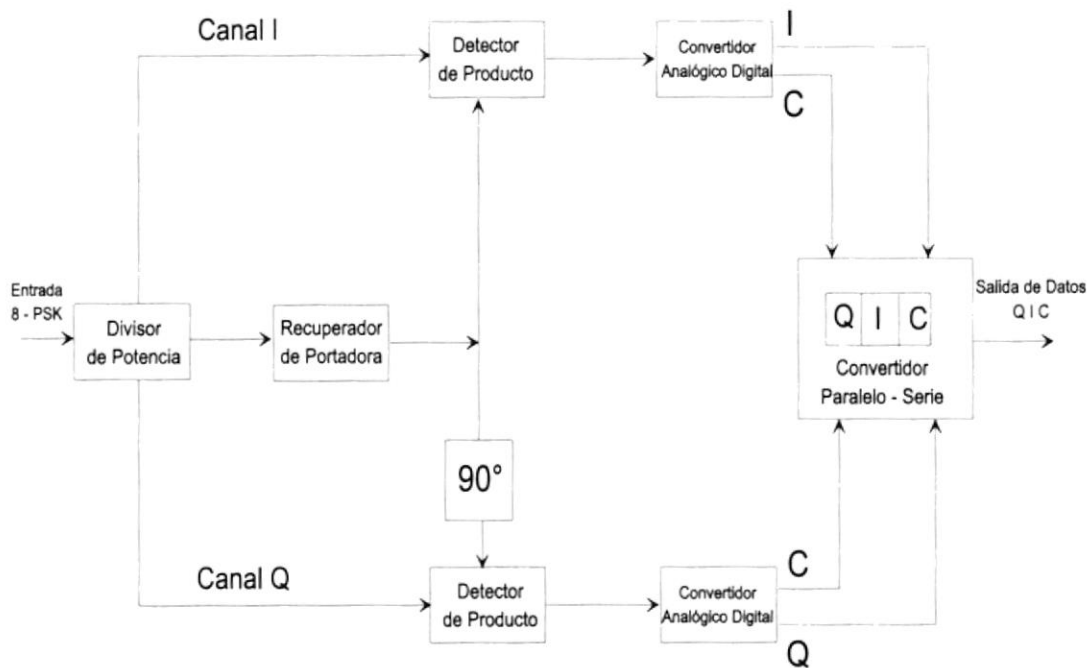 Canal I
Detector
de Producto
Convertidor
Analógico Digital
I
C
Entrada
8 - PSK
Divisor
de Potencia
Recuperador
de Portadora
Q I C
Convertidor
Paralelo - Serie
Salida de Datos
Q I C
90°
Canal Q
Detector
de Producto
Convertidor
Analógico Digital
C
Q